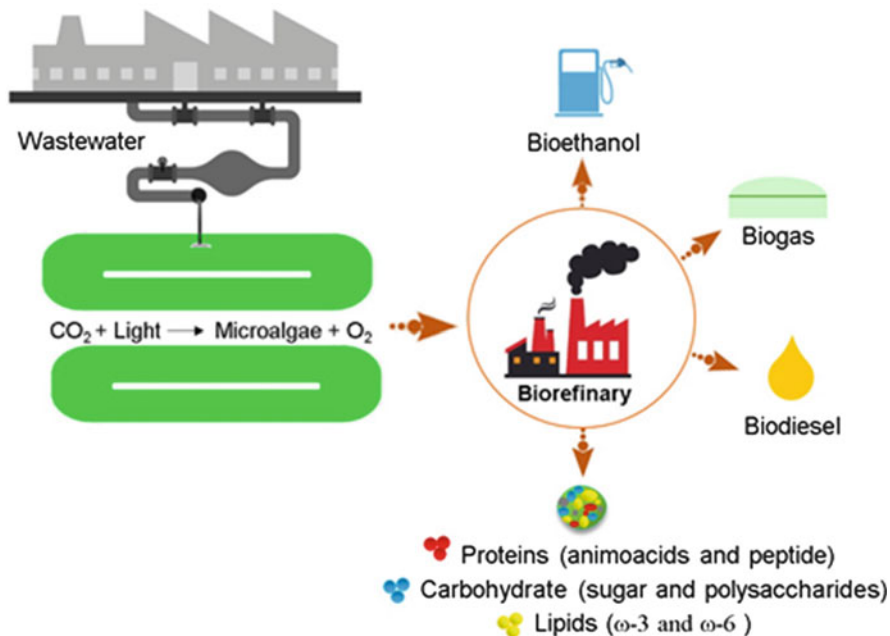 Wastewater
CO₂ + Light → Microalgae + O₂
Bioethanol
Biogas
Biorefinary
Biodiesel
Proteins (animoacids and peptide)
Carbohydrate (sugar and polysaccharides)
Lipids (ω-3 and ω-6 )